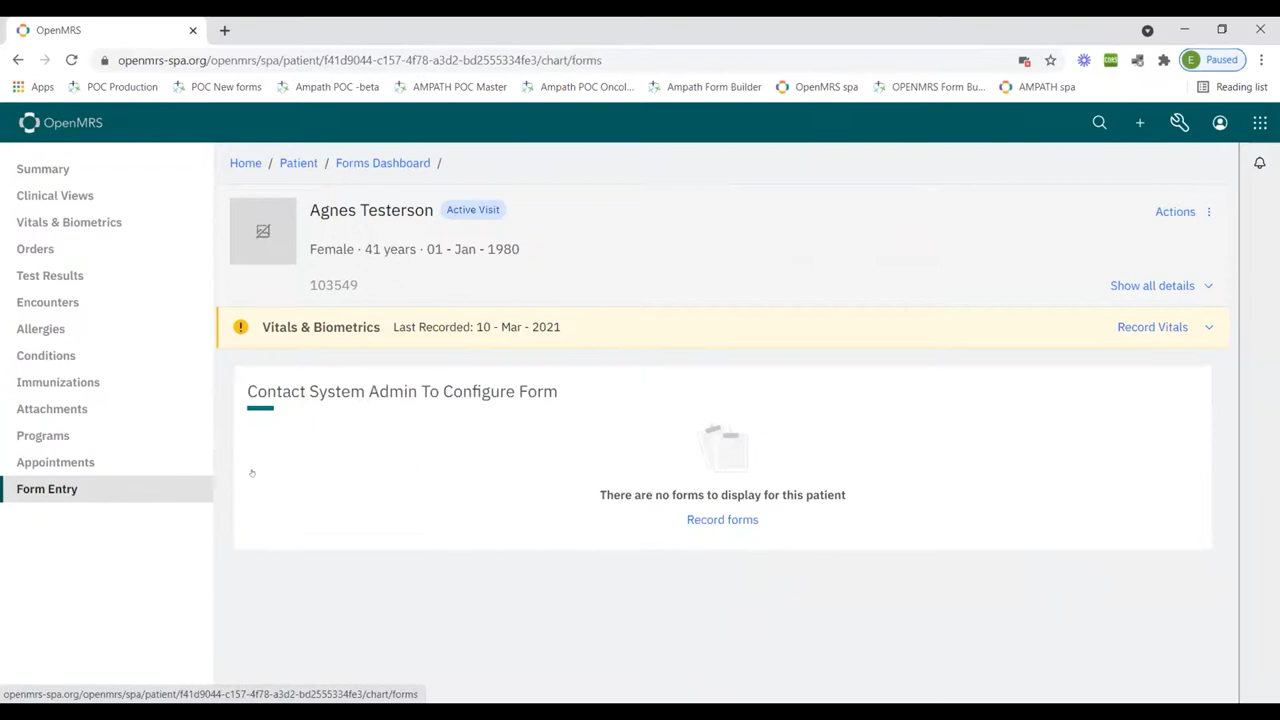 OpenMRS
openmrs-spa.org/openmrs/spa/patient/f41d9044-c157-4f78-a3d2-bd2555334fe3/chart/forms
E Paused
Apps POC Production POC New forms Ampath POC -beta AMPATH POC Master Ampath POC Oncol... Ampath Form Builder OpenMRS spa OPENMRS Form Bu... AMPATH spa Reading list
OpenMRS
Summary
Clinical Views
Vitals & Biometrics
Orders
Test Results
Encounters
Allergies
Conditions
Immunizations
Attachments
Programs
Appointments
Form Entry
Home / Patient / Forms Dashboard /
Agnes Testerson Active Visit
Actions
Female · 41 years · 01 - Jan - 1980
103549
Show all details
Vitals & Biometrics Last Recorded: 10 - Mar - 2021 Record Vitals
Contact System Admin To Configure Form
There are no forms to display for this patient
Record forms
openmrs-spa.org/openmrs/spa/patient/f41d9044-c157-4f78-a3d2-bd2555334fe3/chart/forms